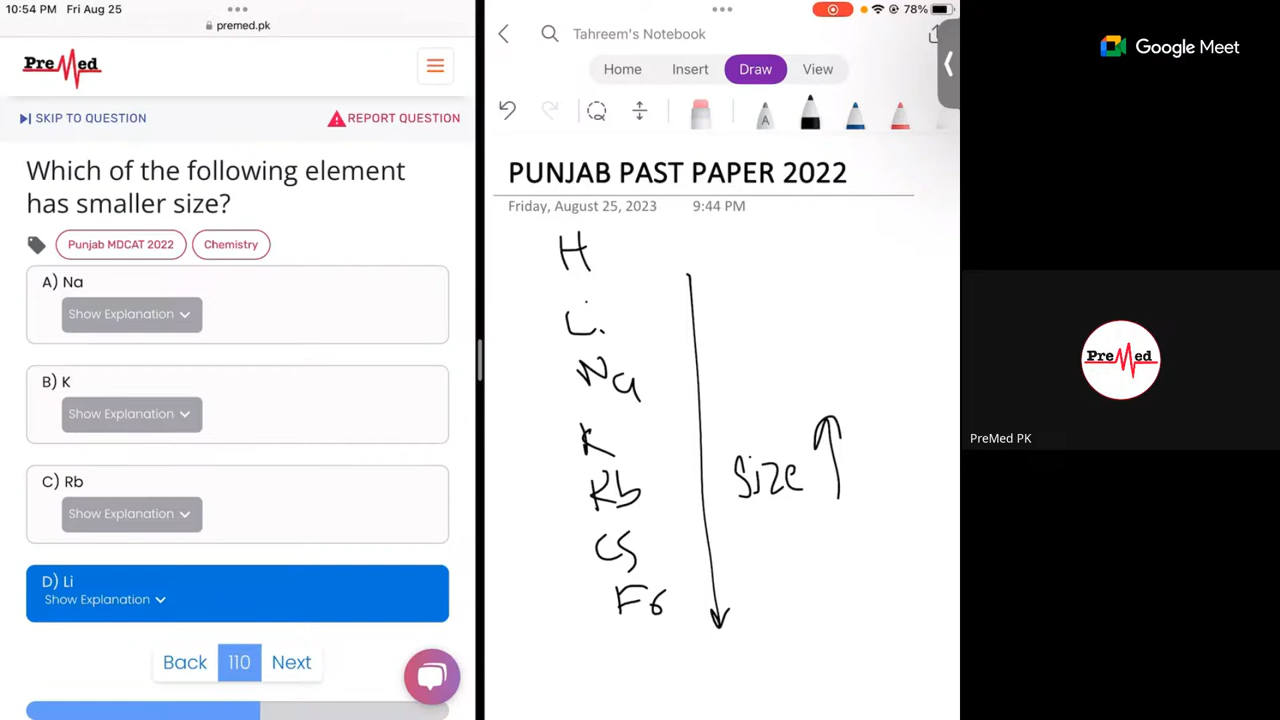 10:54 PM Fri Aug 25
premed.pk
PreMed
SKIP TO QUESTION
REPORT QUESTION
Which of the following element
has smaller size?
Punjab MDCAT 2022
Chemistry
A) Na
Show Explanation
B) K
Show Explanation
C) Rb
Show Explanation
D) Li
Show Explanation
Back
110
Next
78%
Tahreem's Notebook
Home
Insert
Draw
View
A
PUNJAB PAST PAPER 2022
Friday, August 25, 2023 9:44 PM
H
Li
Na
K
Rb
Cs
Fr
Size ↑
Google Meet
PreMed
PreMed PK